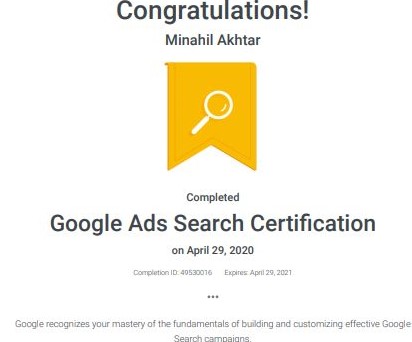 Congratulations!
Minahil Akhtar
Completed
Google Ads Search Certification
on April 29, 2020
Completion ID: 49530016 Expires: April 29, 2021
•••
Google recognizes your mastery of the fundamentals of building and customizing effective Google
Search campaigns.